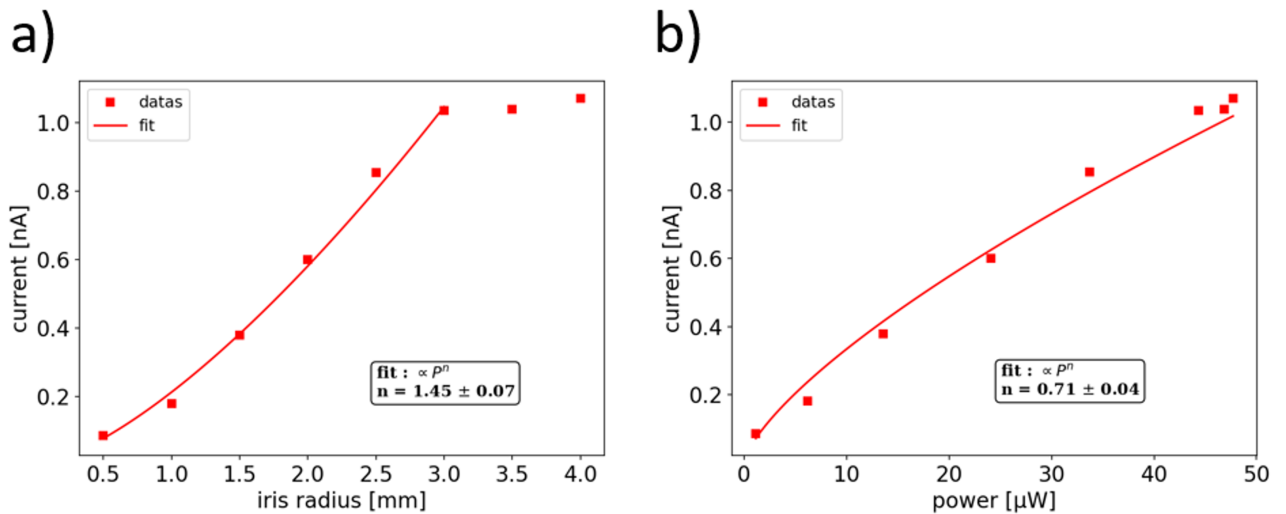 a)
datas
fit
current [nA]
1.0
0.8
0.6
0.4
0.2
fit : ∝ Pⁿ
n = 1.45 ± 0.07
0.5 1.0 1.5 2.0 2.5 3.0 3.5 4.0
iris radius [mm]
b)
datas
fit
current [nA]
1.0
0.8
0.6
0.4
0.2
fit : ∝ Pⁿ
n = 0.71 ± 0.04
0 10 20 30 40 50
power [μW]